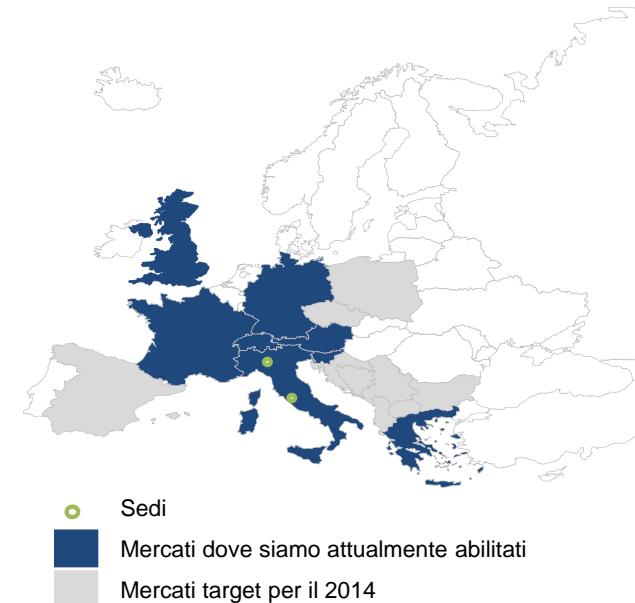 Sedi
Mercati dove siamo attualmente abilitati
Mercati target per il 2014